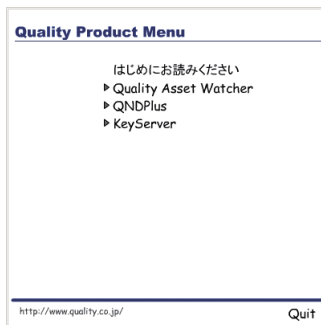 Quality Product Menu
はじめにお読みください
Quality Asset Watcher
QNDPlus
KeyServer
http://www.quality.co.jp/
Quit